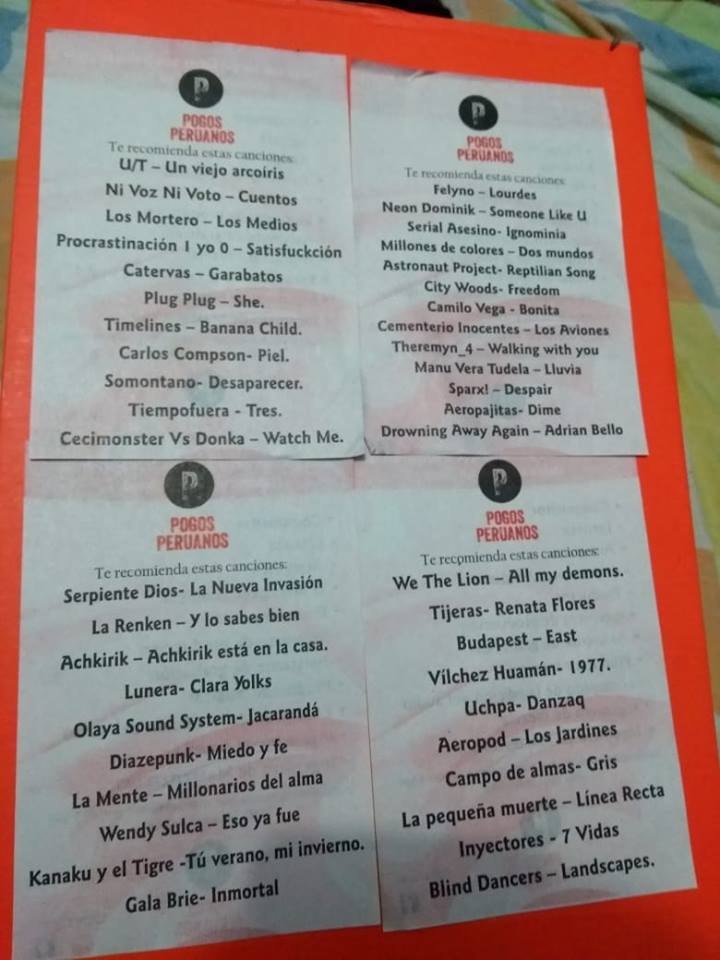 P
POGOS
PERUANOS
Te recomienda estas canciones:
U/T – Un viejo arcoíris
Ni Voz Ni Voto – Cuentos
Los Mortero – Los Medios
Procrastinación 1 yo 0 – Satisfuckción
Catervas – Garabatos
Plug Plug – She.
Timelines – Banana Child.
Carlos Compson- Piel.
Somontano- Desaparecer.
Tiempofuera - Tres.
Cecimonster Vs Donka – Watch Me.
P
POGOS
PERUANOS
Te recomienda estas canciones:
Felyno – Lourdes
Neon Dominik – Someone Like U
Serial Asesino- Ignominia
Millones de colores – Dos mundos
Astronaut Project- Reptilian Song
City Woods- Freedom
Camilo Vega - Bonita
Cementerio Inocentes – Los Aviones
Theremyn_4 – Walking with you
Manu Vera Tudela – Lluvia
Sparx! – Despair
Aeropajitas- Dime
Drowning Away Again – Adrian Bello
P
POGOS
PERUANOS
Te recomienda estas canciones:
Serpiente Dios- La Nueva Invasión
La Renken – Y lo sabes bien
Achkirik – Achkirik está en la casa.
Lunera- Clara Yolks
Olaya Sound System- Jacarandá
Diazepunk- Miedo y fe
La Mente – Millonarios del alma
Wendy Sulca – Eso ya fue
Kanaku y el Tigre -Tú verano, mi invierno.
Gala Brie- Inmortal
P
POGOS
PERUANOS
Te recomienda estas canciones:
We The Lion – All my demons.
Tijeras- Renata Flores
Budapest – East
Vílchez Huamán- 1977.
Uchpa- Danzaq
Aeropod – Los Jardines
Campo de almas- Gris
La pequeña muerte – Línea Recta
Inyectores - 7 Vidas
Blind Dancers – Landscapes.